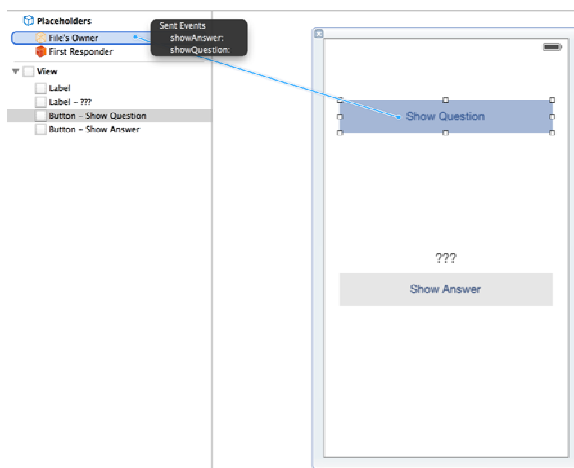 Placeholders
File's Owner
First Responder
Sent Events
showAnswer:
showQuestion:
View
Label
Label – ???
Button – Show Question
Button – Show Answer
Show Question
???
Show Answer